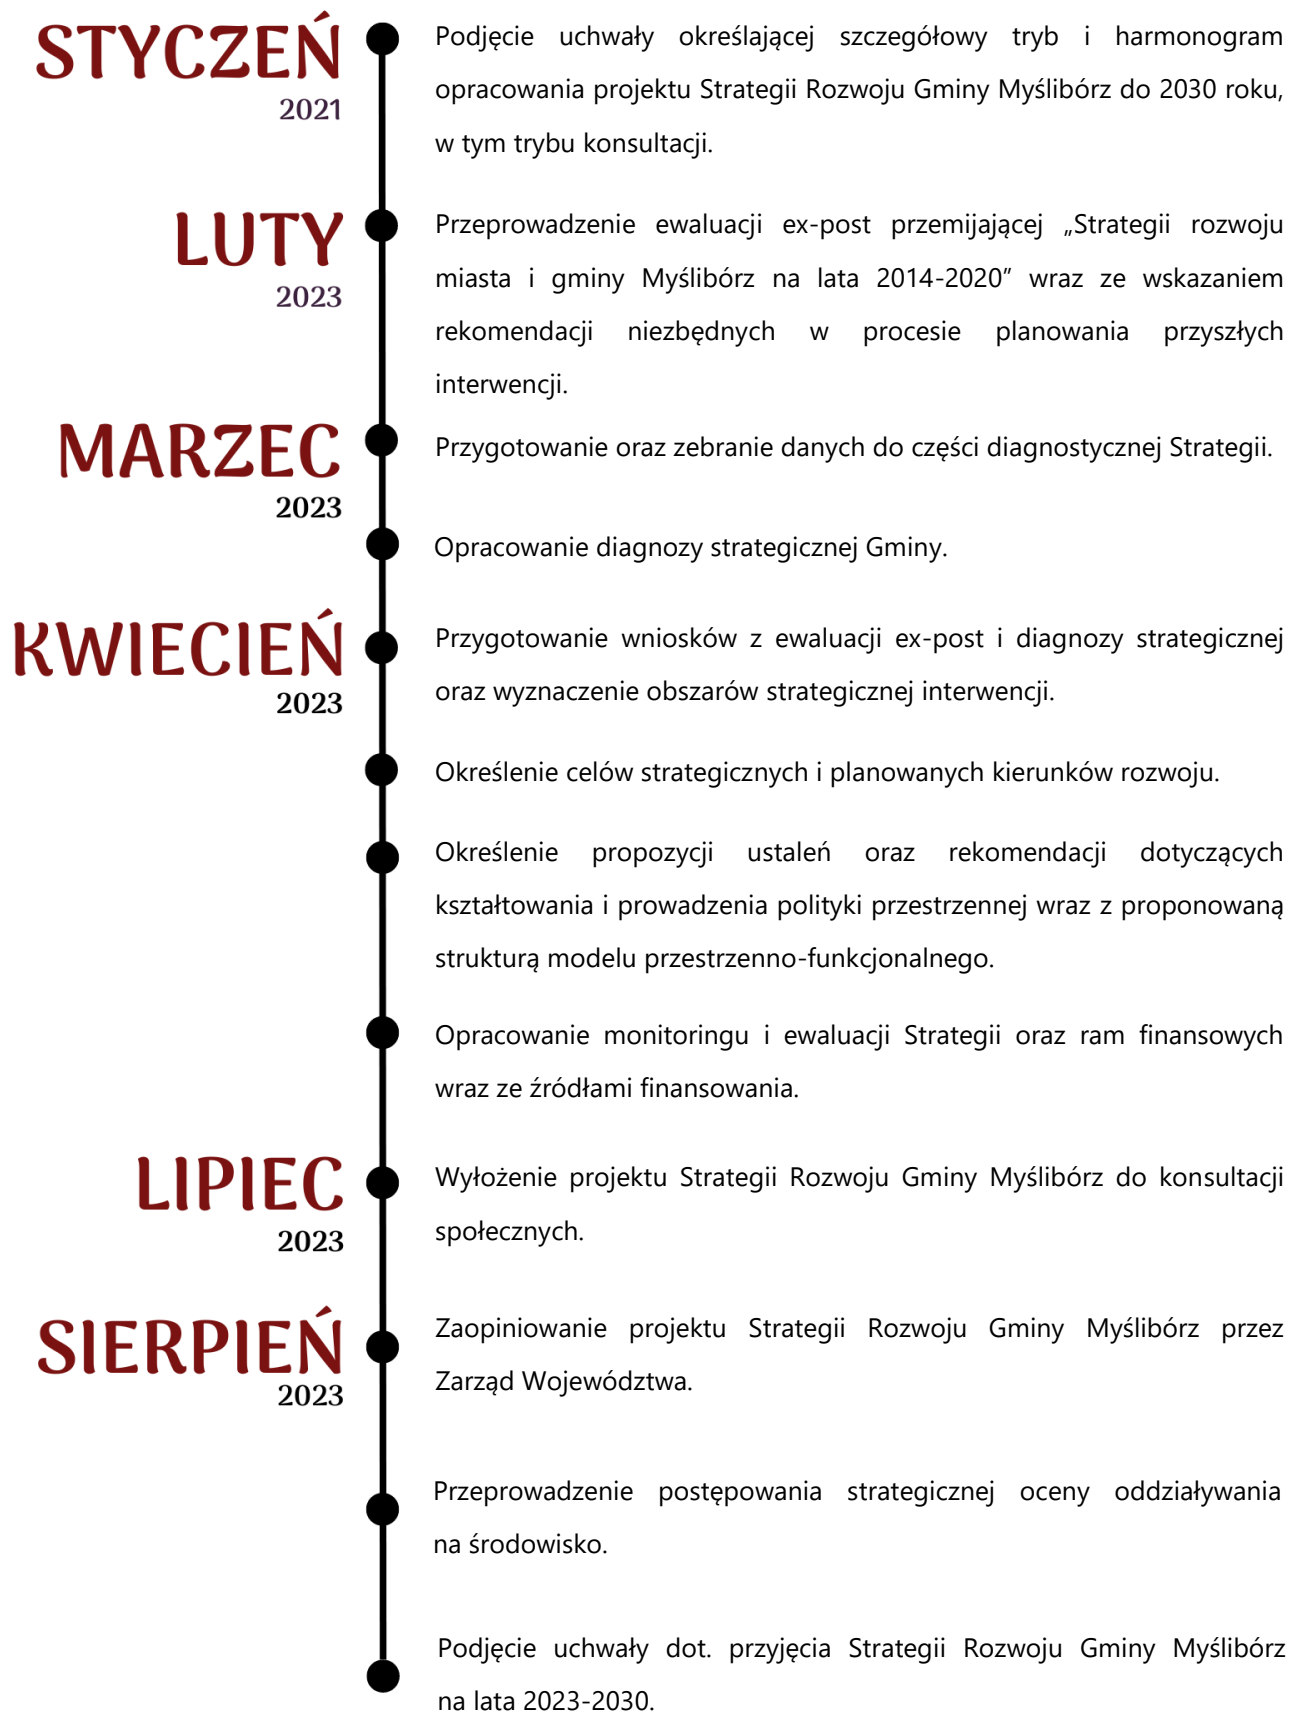 STYCZEŃ
2021
Podjęcie uchwały określającej szczegółowy tryb i harmonogram
opracowania projektu Strategii Rozwoju Gminy Myślibórz do 2030 roku,
w tym trybu konsultacji.
LUTY
2023
Przeprowadzenie ewaluacji ex-post przemijającej „Strategii rozwoju
miasta i gminy Myślibórz na lata 2014-2020” wraz ze wskazaniem
rekomendacji niezbędnych w procesie planowania przyszłych
interwencji.
MARZEC
2023
Przygotowanie oraz zebranie danych do części diagnostycznej Strategii.
Opracowanie diagnozy strategicznej Gminy.
KWIECIEŃ
2023
Przygotowanie wniosków z ewaluacji ex-post i diagnozy strategicznej
oraz wyznaczenie obszarów strategicznej interwencji.
Określenie celów strategicznych i planowanych kierunków rozwoju.
Określenie propozycji ustaleń oraz rekomendacji dotyczących
kształtowania i prowadzenia polityki przestrzennej wraz z proponowaną
strukturą modelu przestrzenno-funkcjonalnego.
Opracowanie monitoringu i ewaluacji Strategii oraz ram finansowych
wraz ze źródłami finansowania.
LIPIEC
2023
Wyłożenie projektu Strategii Rozwoju Gminy Myślibórz do konsultacji
społecznych.
SIERPIEŃ
2023
Zaopiniowanie projektu Strategii Rozwoju Gminy Myślibórz przez
Zarząd Województwa.
Przeprowadzenie postępowania strategicznej oceny oddziaływania
na środowisko.
Podjęcie uchwały dot. przyjęcia Strategii Rozwoju Gminy Myślibórz
na lata 2023-2030.